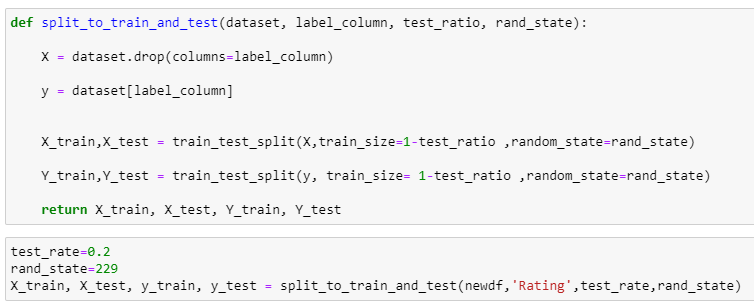 def split_to_train_and_test(dataset, label_column, test_ratio, rand_state):
X = dataset.drop(columns=label_column)
y = dataset[label_column]
X_train,X_test = train_test_split(X,train_size=1-test_ratio ,random_state=rand_state)
Y_train,Y_test = train_test_split(y, train_size= 1-test_ratio ,random_state=rand_state)
return X_train, X_test, Y_train, Y_test
test_rate=0.2
rand_state=229
X_train, X_test, y_train, y_test = split_to_train_and_test(newdf,'Rating',test_rate,rand_state)